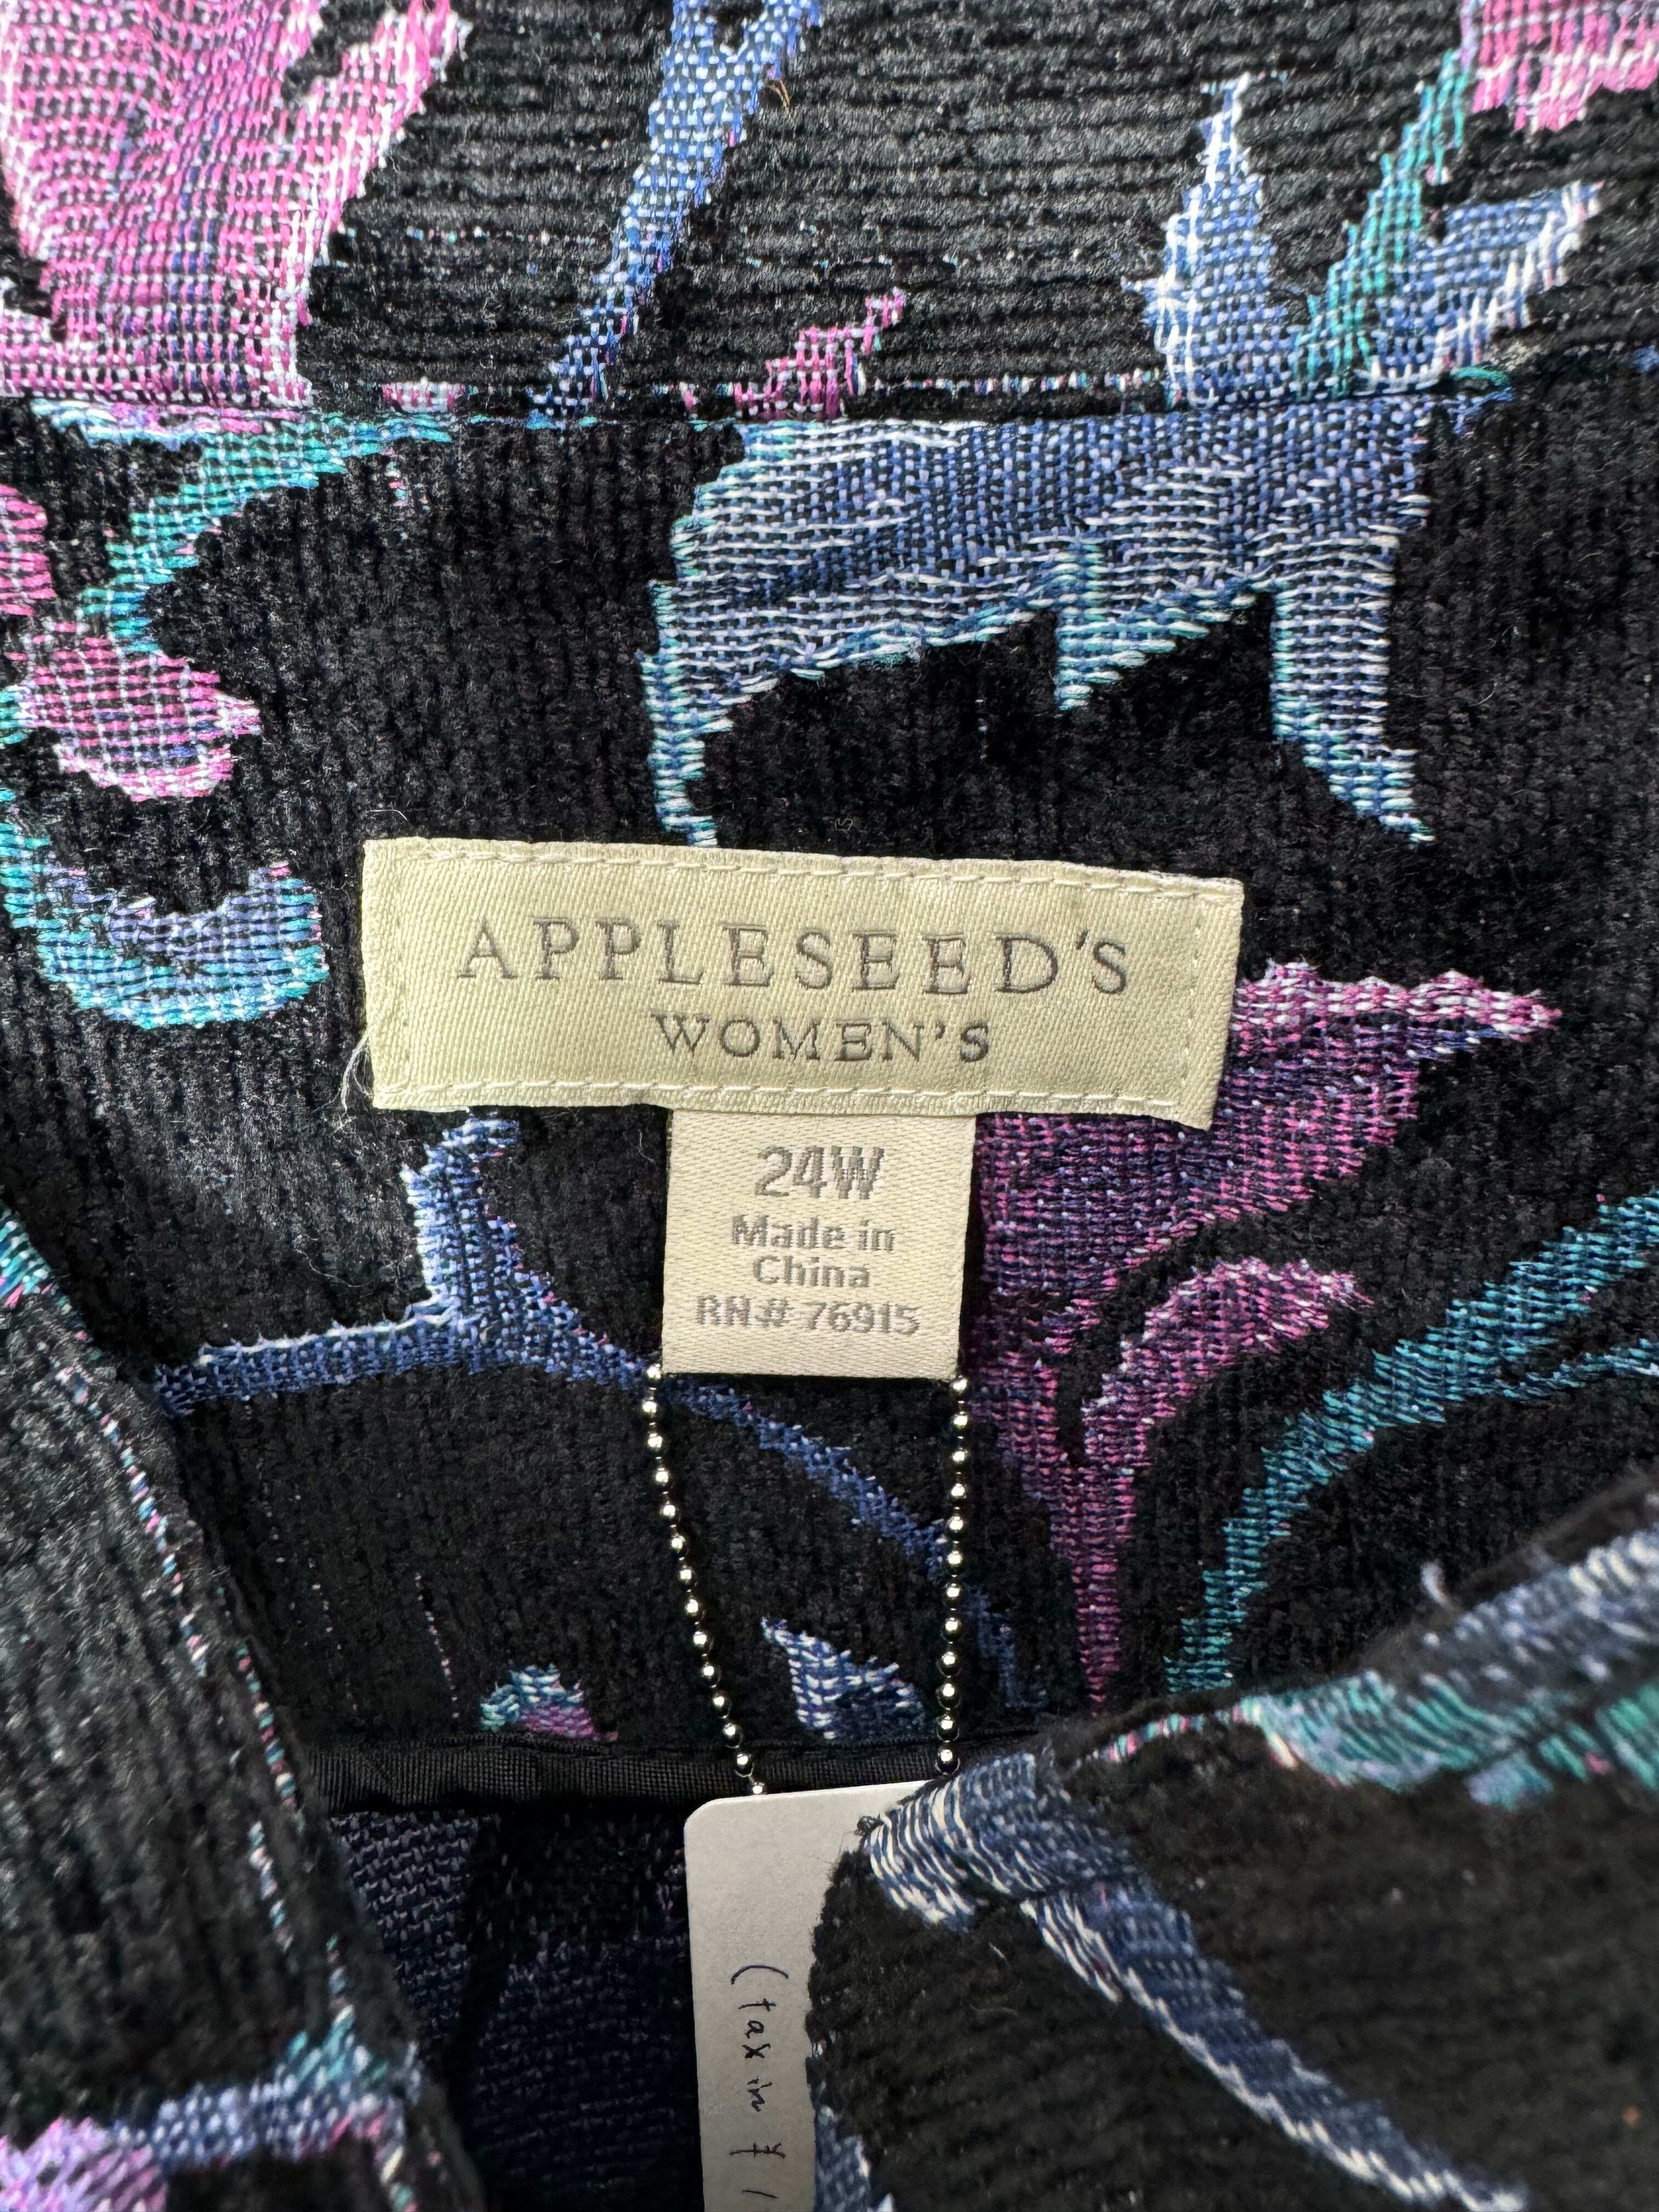 APPLESEED'S
WOMEN'S
24W
Made in
China
RN# 76915
(tax in ¥